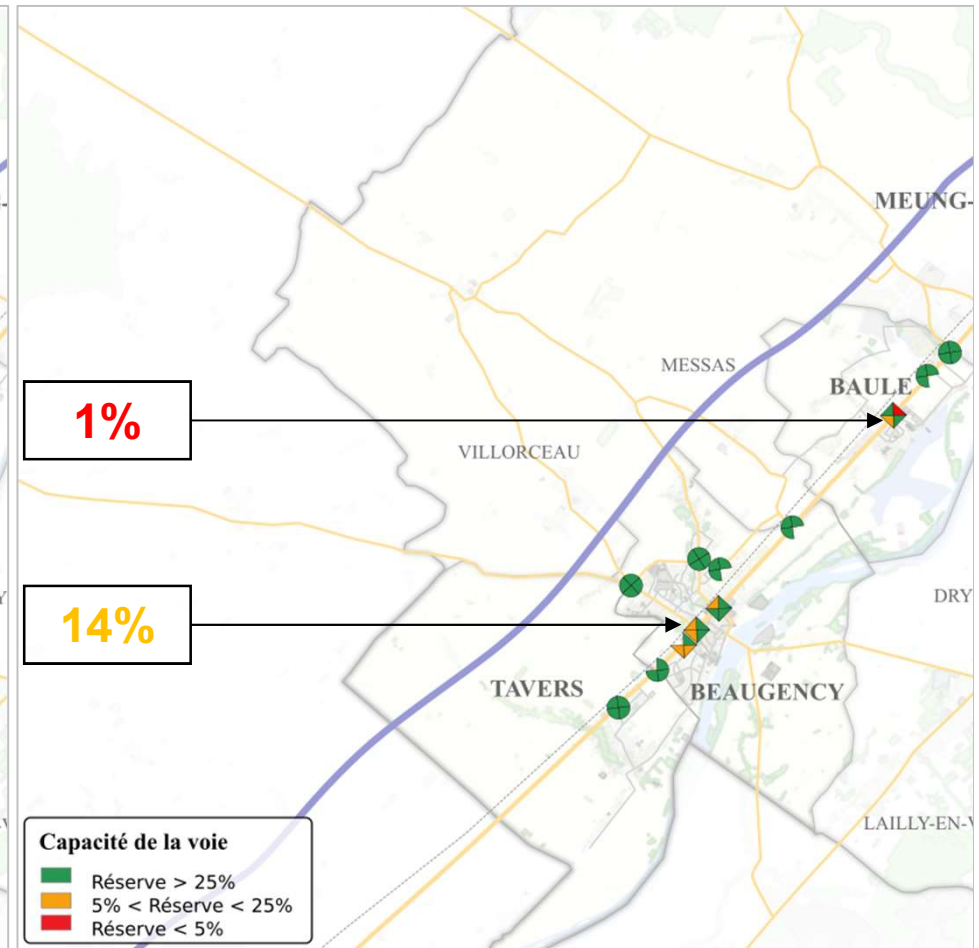 MEUNG-
MESSAS
BAULE
1%
VILLORCEAU
DRY
14%
TAVERS
BEAUGENCY
LAILLY-EN-V
Capacité de la voie
Réserve > 25%
5% < Réserve < 25%
Réserve < 5%